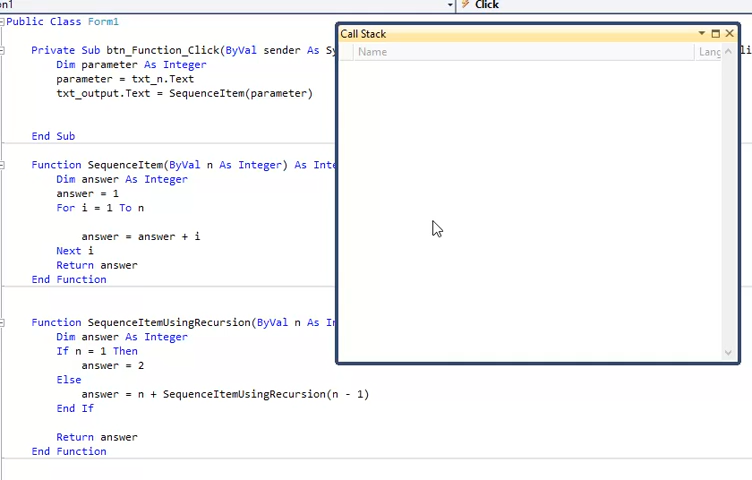 on1
Click
Public Class Form1
Private Sub btn_Function_Click(ByVal sender As Sy
Dim parameter As Integer
parameter = txt_n.Text
txt_output.Text = SequenceItem(parameter)
End Sub
Function SequenceItem(ByVal n As Integer) As Inte
Dim answer As Integer
answer = 1
For i = 1 To n
answer = answer + i
Next i
Return answer
End Function
Function SequenceItemUsingRecursion(ByVal n As In
Dim answer As Integer
If n = 1 Then
answer = 2
Else
answer = n + SequenceItemUsingRecursion(n - 1)
End If
Return answer
End Function
Call Stack
Name
Lang
li